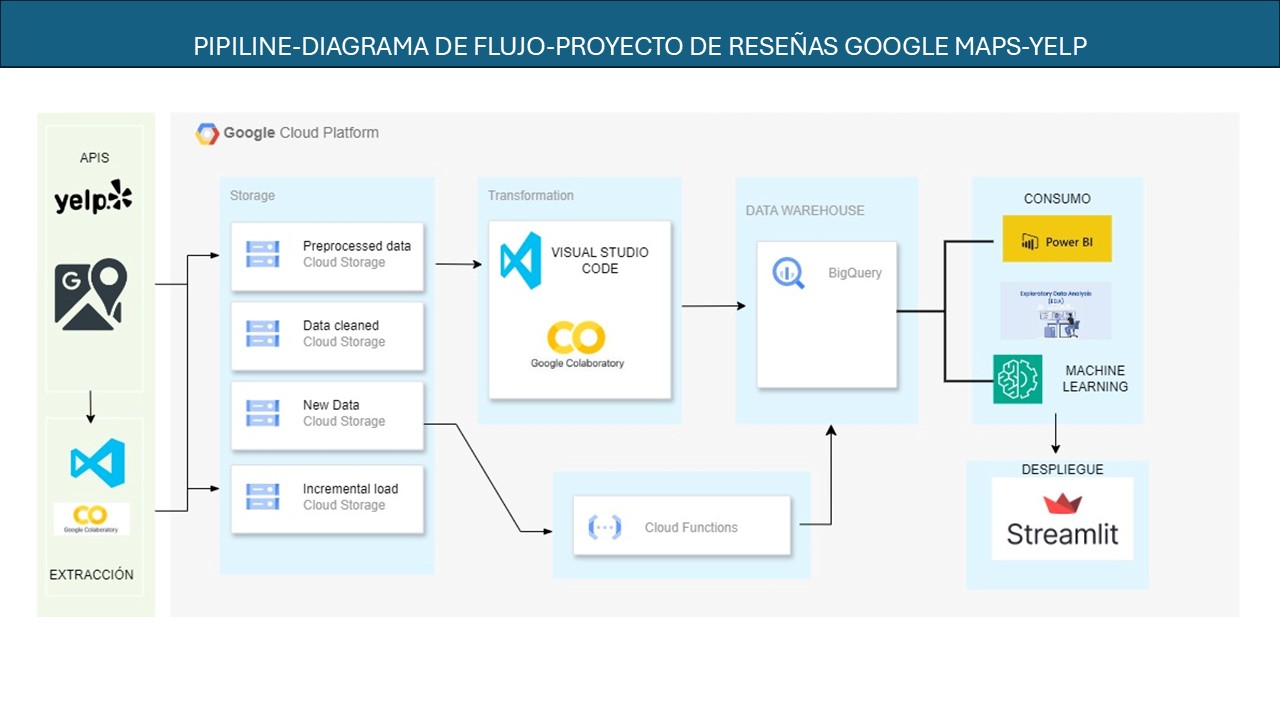 PIPILINE-DIAGRAMA DE FLUJO-PROYECTO DE RESEÑAS GOOGLE MAPS-YELP
APIS
yelp
G
Google Colaboratory
EXTRACCIÓN
Google Cloud Platform
Storage
Preprocessed data
Cloud Storage
Data cleaned
Cloud Storage
New Data
Cloud Storage
Incremental load
Cloud Storage
Transformation
VISUAL STUDIO
CODE
Google Colaboratory
Cloud Functions
DATA WAREHOUSE
BigQuery
CONSUMO
Power BI
Exploratory Data Analysis
(EDA)
MACHINE
LEARNING
DESPLIEGUE
Streamlit